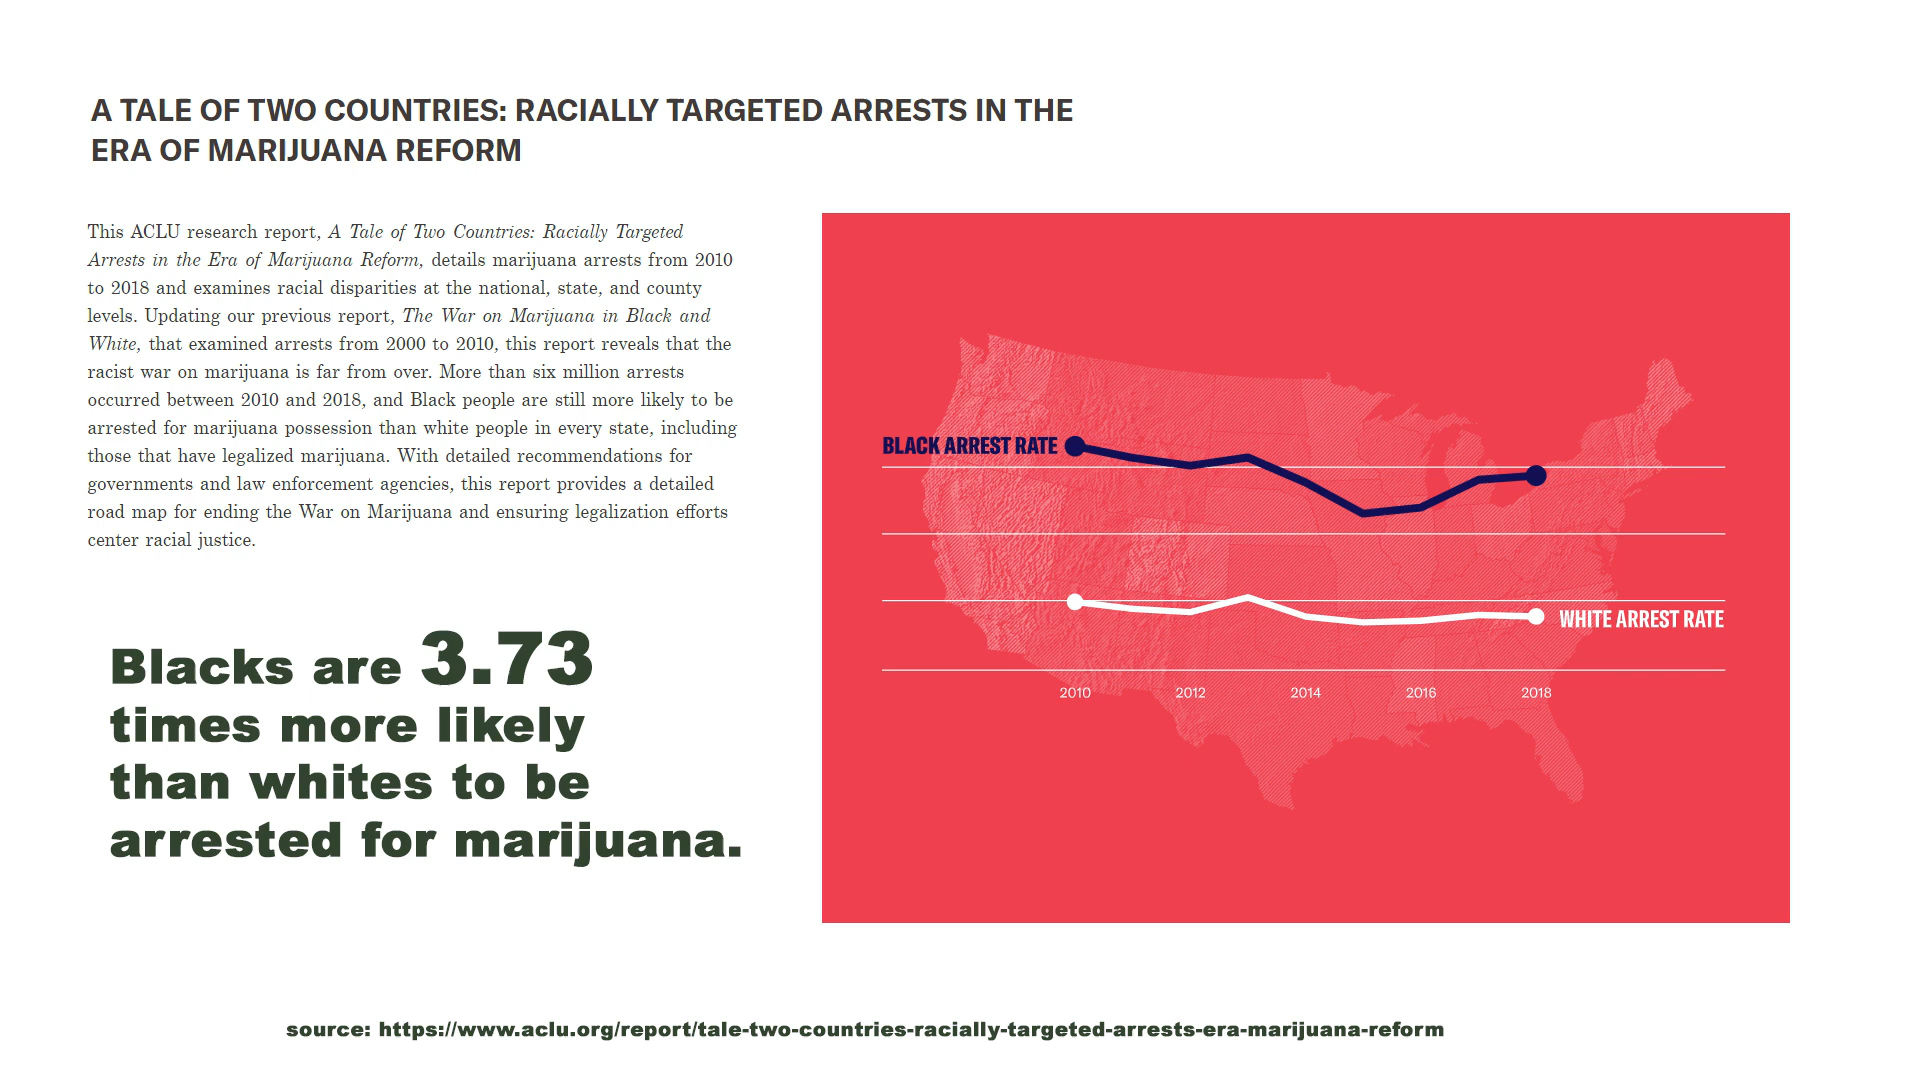 A TALE OF TWO COUNTRIES: RACIALLY TARGETED ARRESTS IN THE
ERA OF MARIJUANA REFORM
This ACLU research report, A Tale of Two Countries: Racially Targeted
Arrests in the Era of Marijuana Reform, details marijuana arrests from 2010
to 2018 and examines racial disparities at the national, state, and county
levels. Updating our previous report, The War on Marijuana in Black and
White, that examined arrests from 2000 to 2010, this report reveals that the
racist war on marijuana is far from over. More than six million arrests
occurred between 2010 and 2018, and Black people are still more likely to be
arrested for marijuana possession than white people in every state, including
those that have legalized marijuana. With detailed recommendations for
governments and law enforcement agencies, this report provides a detailed
road map for ending the War on Marijuana and ensuring legalization efforts
center racial justice.
Blacks are 3.73
times more likely
than whites to be
arrested for marijuana.
BLACK ARREST RATE
WHITE ARREST RATE
2010 2012 2014 2016 2018
source: https://www.aclu.org/report/tale-two-countries-racially-targeted-arrests-era-marijuana-reform